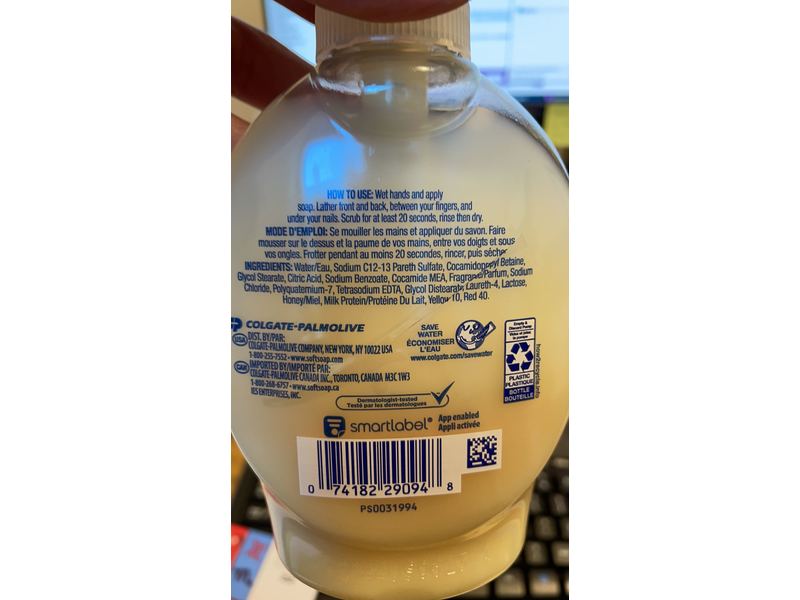 HOW TO USE: Wet hands and apply
soap. Lather front and back, between your fingers, and
under your nails. Scrub for at least 20 seconds, rinse then dry.
MODE D'EMPLOI: Se mouiller les mains et appliquer du savon. Faire
mousser sur le dessus et la paume de vos mains, entre vos doigts et sous
vos ongles. Frotter pendant au moins 20 secondes, rincer, puis sécher.
INGREDIENTS: Water/Eau, Sodium C12-13 Pareth Sulfate, Cocamidopropyl Betaine,
Glycol Stearate, Citric Acid, Sodium Benzoate, Cocamide MEA, Fragrance/Parfum, Sodium
Chloride, Polyquaternium-7, Tetrasodium EDTA, Glycol Distearate, Laureth-4, Lactose,
Honey/Miel, Milk Protein/Protéine Du Lait, Yellow 10, Red 40.
COLGATE-PALMOLIVE
USA DIST. BY/PAR:
COLGATE-PALMOLIVE COMPANY, NEW YORK, NY 10022 USA
1-800-255-7552 • www.softsoap.com
CAN IMPORTED BY/IMPORTÉ PAR:
COLGATE-PALMOLIVE CANADA INC., TORONTO, CANADA M3C 1W3
1-800-268-6757 • www.softsoap.ca
IES ENTERPRISES, INC.
SAVE
WATER
ÉCONOMISER
L'EAU
www.colgate.com/savewater
Empty &
PLASTIC
PLASTIQUE
BOTTLE
BOUTEILLE
how2recycle.info
Dermatologist-tested
Testé par les dermatologues
smartlabel®
App enabled
Appli activée
0 74182 29094 8
PS0031994